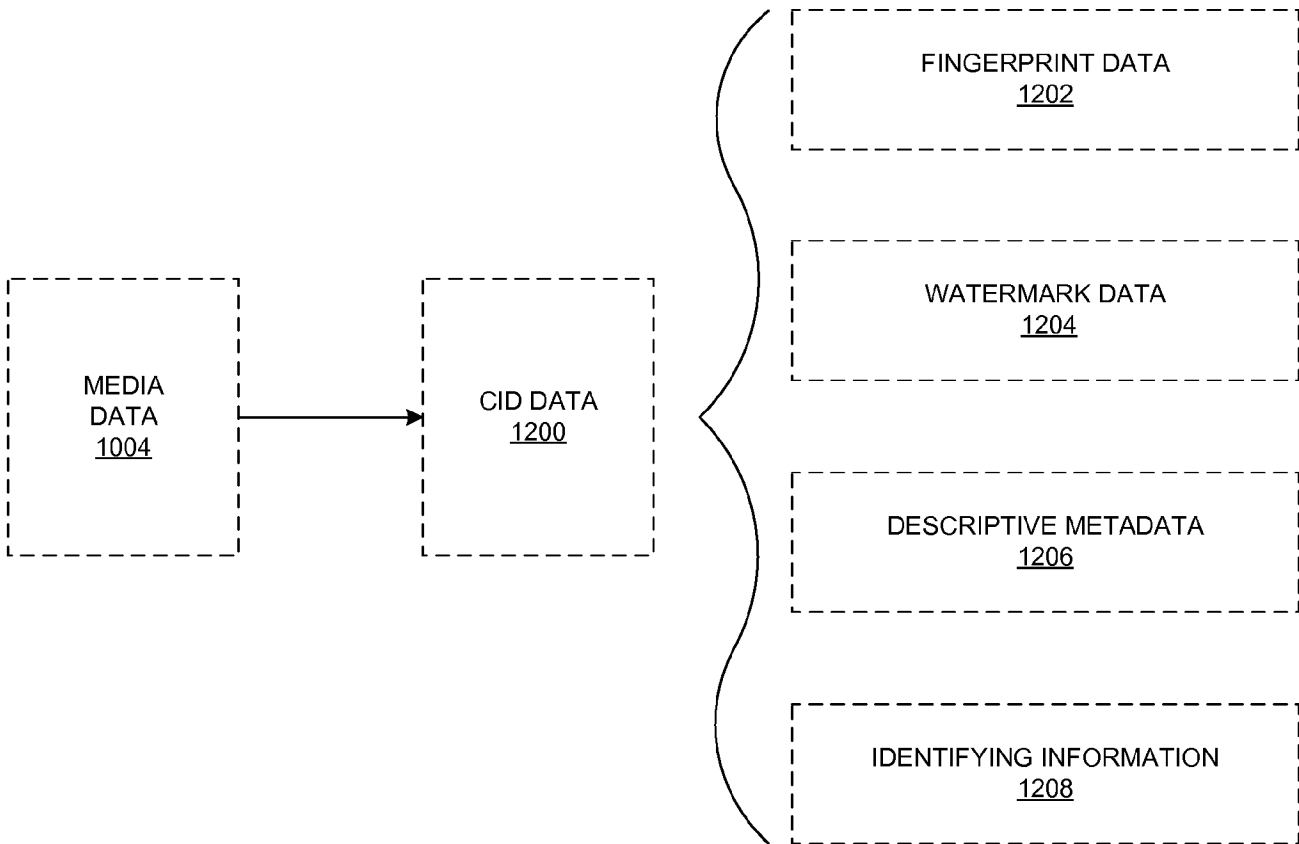 MEDIA
DATA
1004
CID DATA
1200
FINGERPRINT DATA
1202
WATERMARK DATA
1204
DESCRIPTIVE METADATA
1206
IDENTIFYING INFORMATION
1208